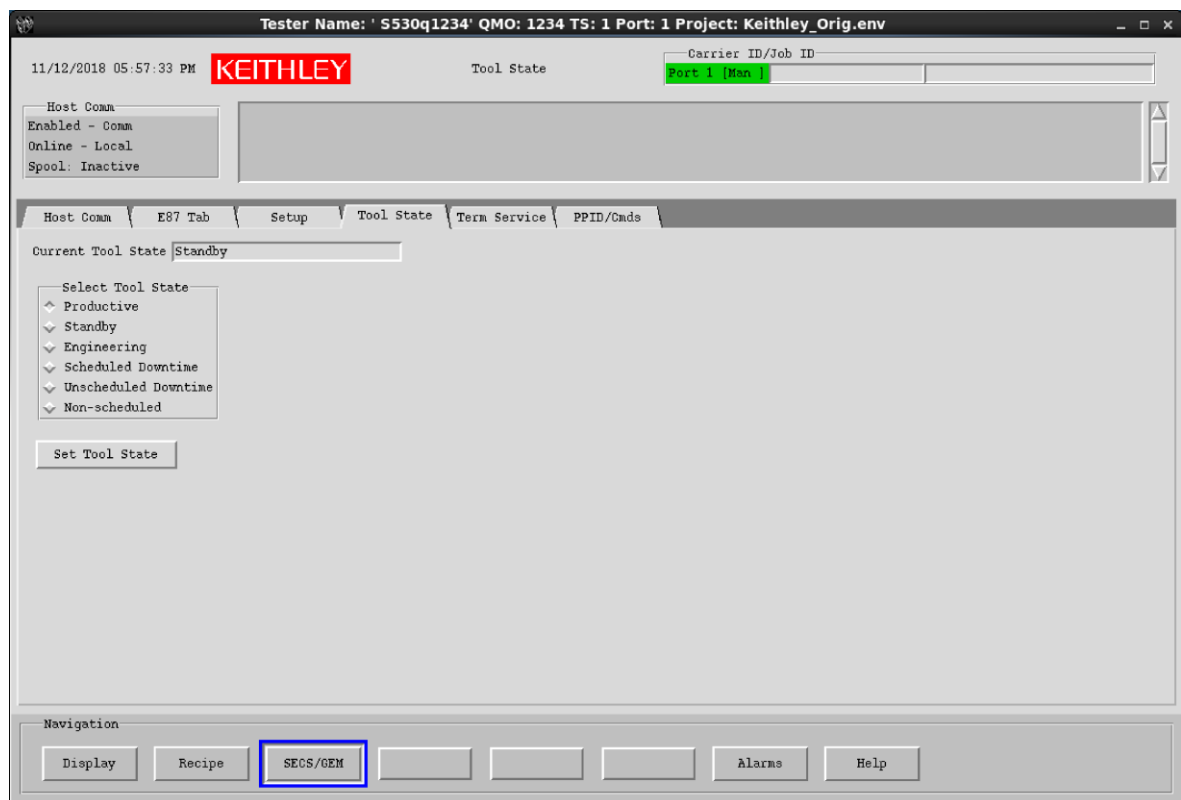 Tester Name: ' S530q1234' QMO: 1234 TS: 1 Port: 1 Project: Keithley_Orig.env
11/12/2018 05:57:33 PM
KEITHLEY
Tool State
Carrier ID/Job ID
Port 1 [Man ]
Host Comm
Enabled - Comm
Online - Local
Spool: Inactive
Host Comm E87 Tab Setup Tool State Term Service PPID/Cmds
Current Tool State Standby
Select Tool State
Productive
Standby
Engineering
Scheduled Downtime
Unscheduled Downtime
Non-scheduled
Set Tool State
Navigation
Display Recipe SECS/GEM Alarms Help